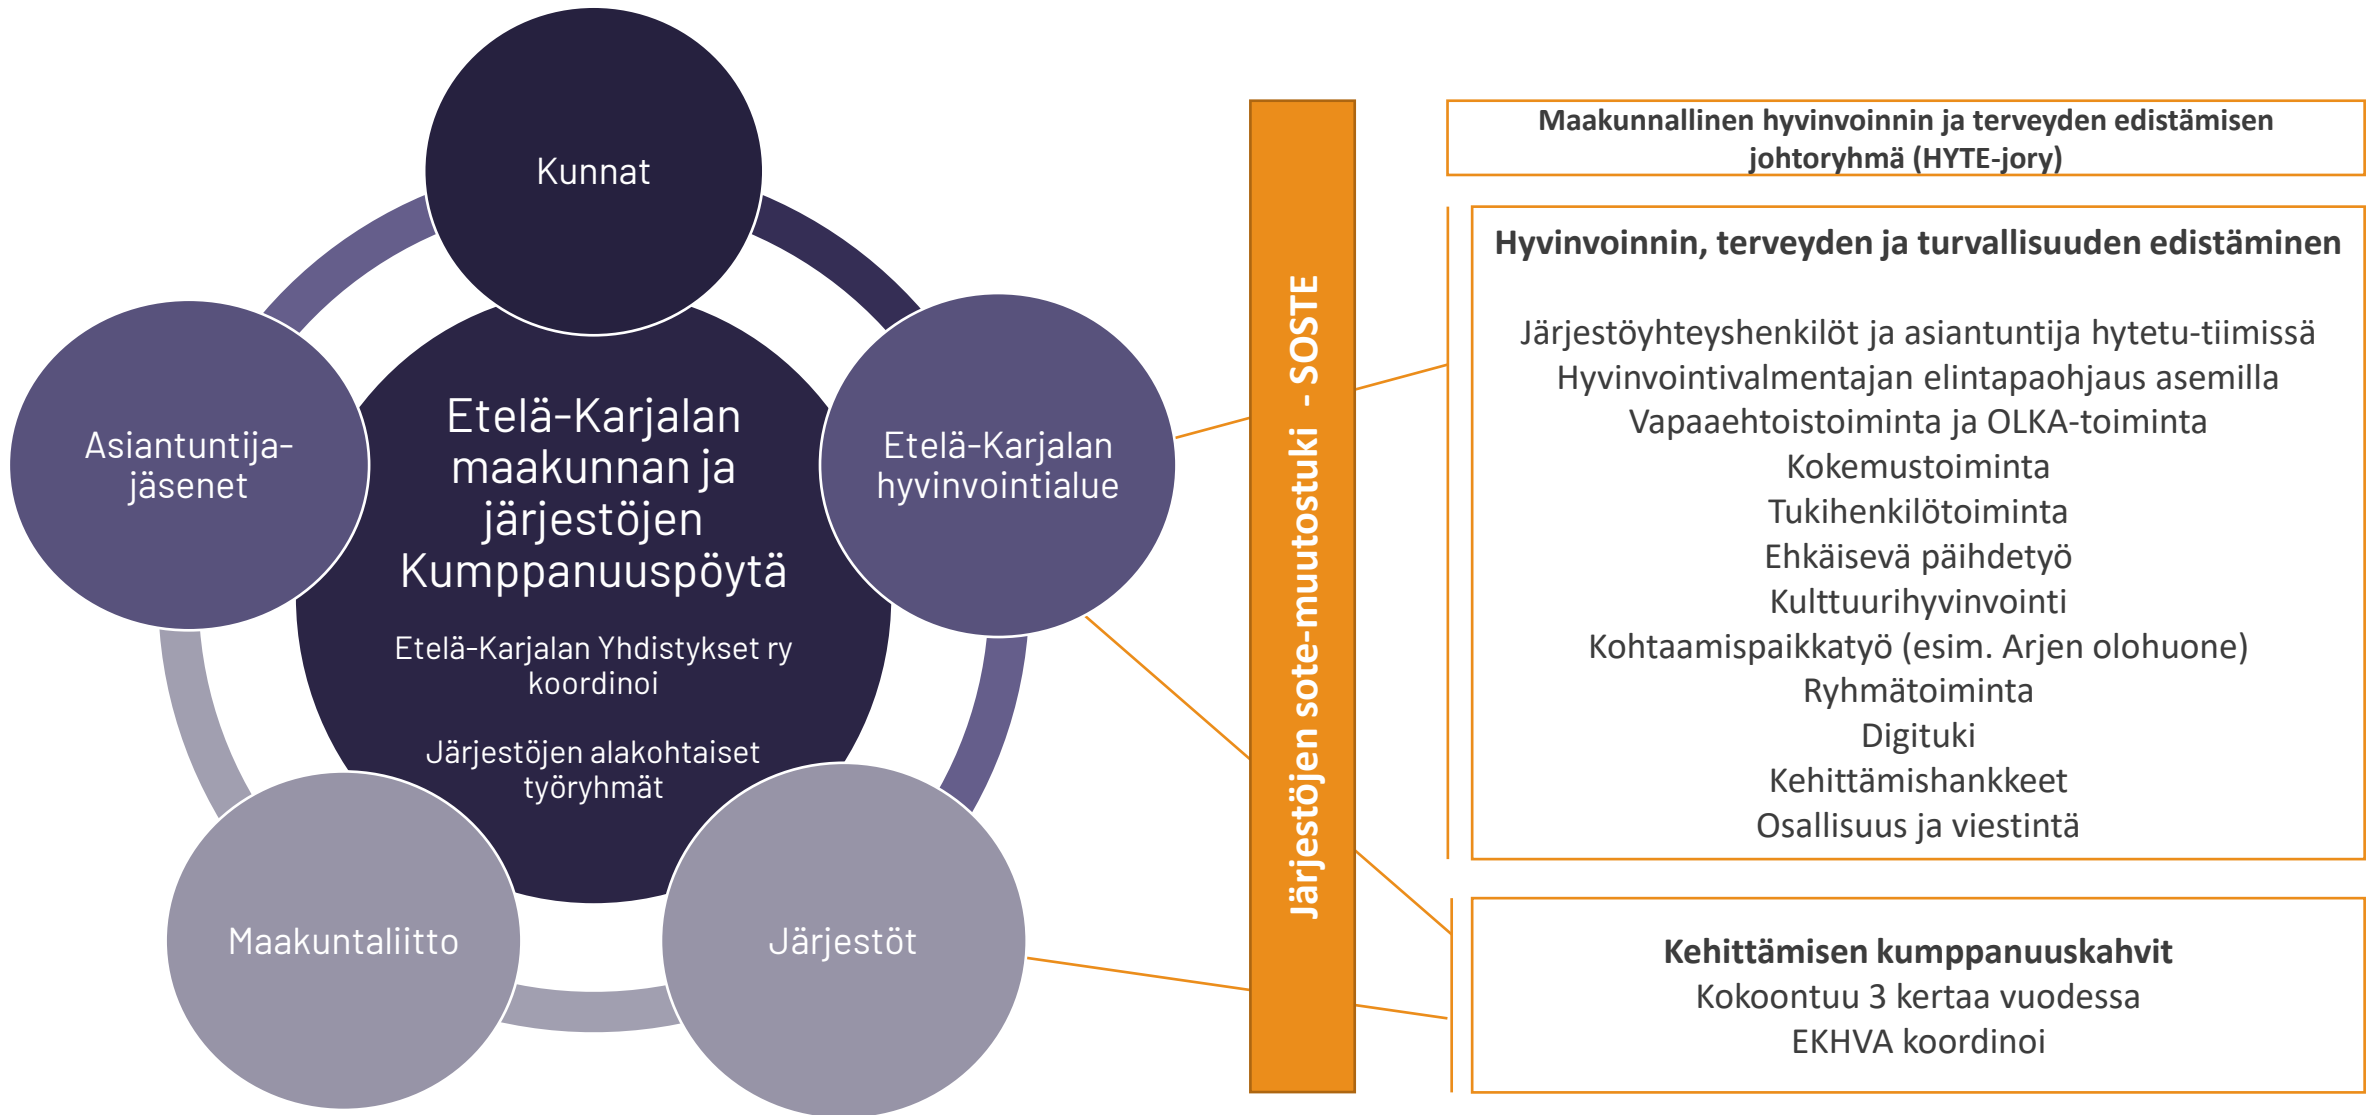 Kunnat
Asiantuntija-
jäsenet
Etelä-Karjalan
maakunnan ja
järjestöjen
Kumppanuuspöytä
Etelä-Karjalan Yhdistykset ry
koordinoi
Järjestöjen alakohtaiset
työryhmät
Etelä-Karjalan
hyvinvointialue
Maakuntaliitto
Järjestöt
Järjestöjen sote-muutostuki - SOSTE
Maakunnallinen hyvinvoinnin ja terveyden edistämisen
johtoryhmä (HYTE-jory)
Hyvinvoinnin, terveyden ja turvallisuuden edistäminen
Järjestöyhteyshenkilöt ja asiantuntija hytetu-tiimissä
Hyvinvointivalmentajan elintapaohjaus asemilla
Vapaaehtoistoiminta ja OLKA-toiminta
Kokemustoiminta
Tukihenkilötoiminta
Ehkäisevä päihdetyö
Kulttuurihyvinvointi
Kohtaamispaikkatyö (esim. Arjen olohuone)
Ryhmätoiminta
Digituki
Kehittämishankkeet
Osallisuus ja viestintä
Kehittämisen kumppanuuskahvit
Kokoontuu 3 kertaa vuodessa
EKHVA koordinoi